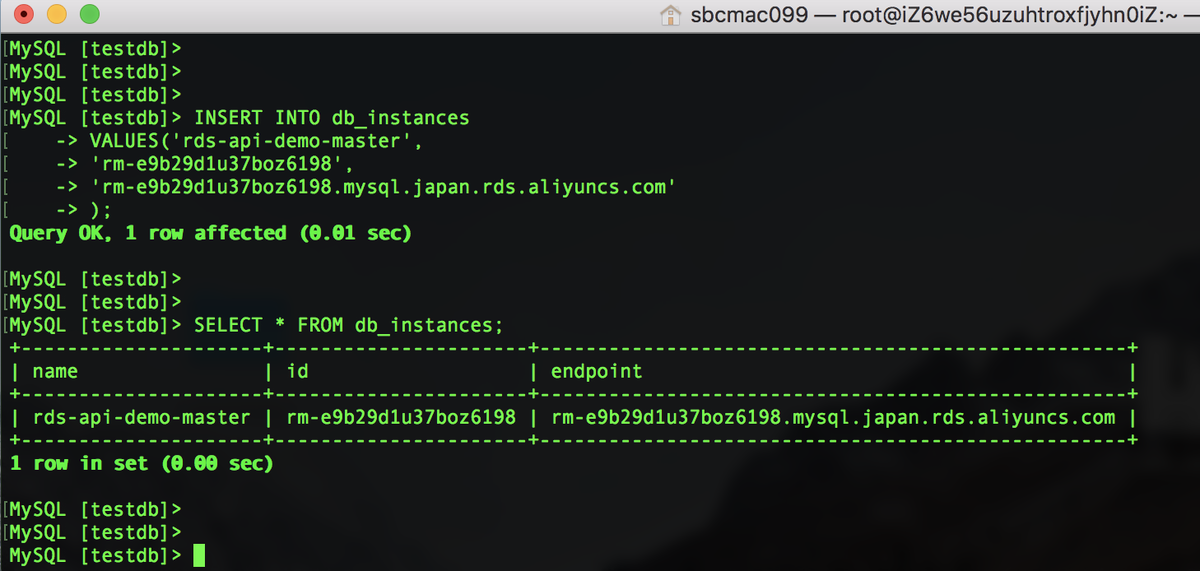 sbcmac099 — root@iZ6we56uzuhtroxfjyhn0iZ:~ —
[MySQL [testdb]>
[MySQL [testdb]>
[MySQL [testdb]>
[MySQL [testdb]> INSERT INTO db_instances
[    -> VALUES('rds-api-demo-master',
[    -> 'rm-e9b29d1u37boz6198',
[    -> 'rm-e9b29d1u37boz6198.mysql.japan.rds.aliyuncs.com'
[    -> );
Query OK, 1 row affected (0.01 sec)
[MySQL [testdb]>
[MySQL [testdb]>
[MySQL [testdb]> SELECT * FROM db_instances;
+---------------------+----------------------+---------------------------------------------------+
| name                | id                   | endpoint                                          |
+---------------------+----------------------+---------------------------------------------------+
| rds-api-demo-master | rm-e9b29d1u37boz6198 | rm-e9b29d1u37boz6198.mysql.japan.rds.aliyuncs.com |
+---------------------+----------------------+---------------------------------------------------+
1 row in set (0.00 sec)
[MySQL [testdb]>
[MySQL [testdb]>
MySQL [testdb]>